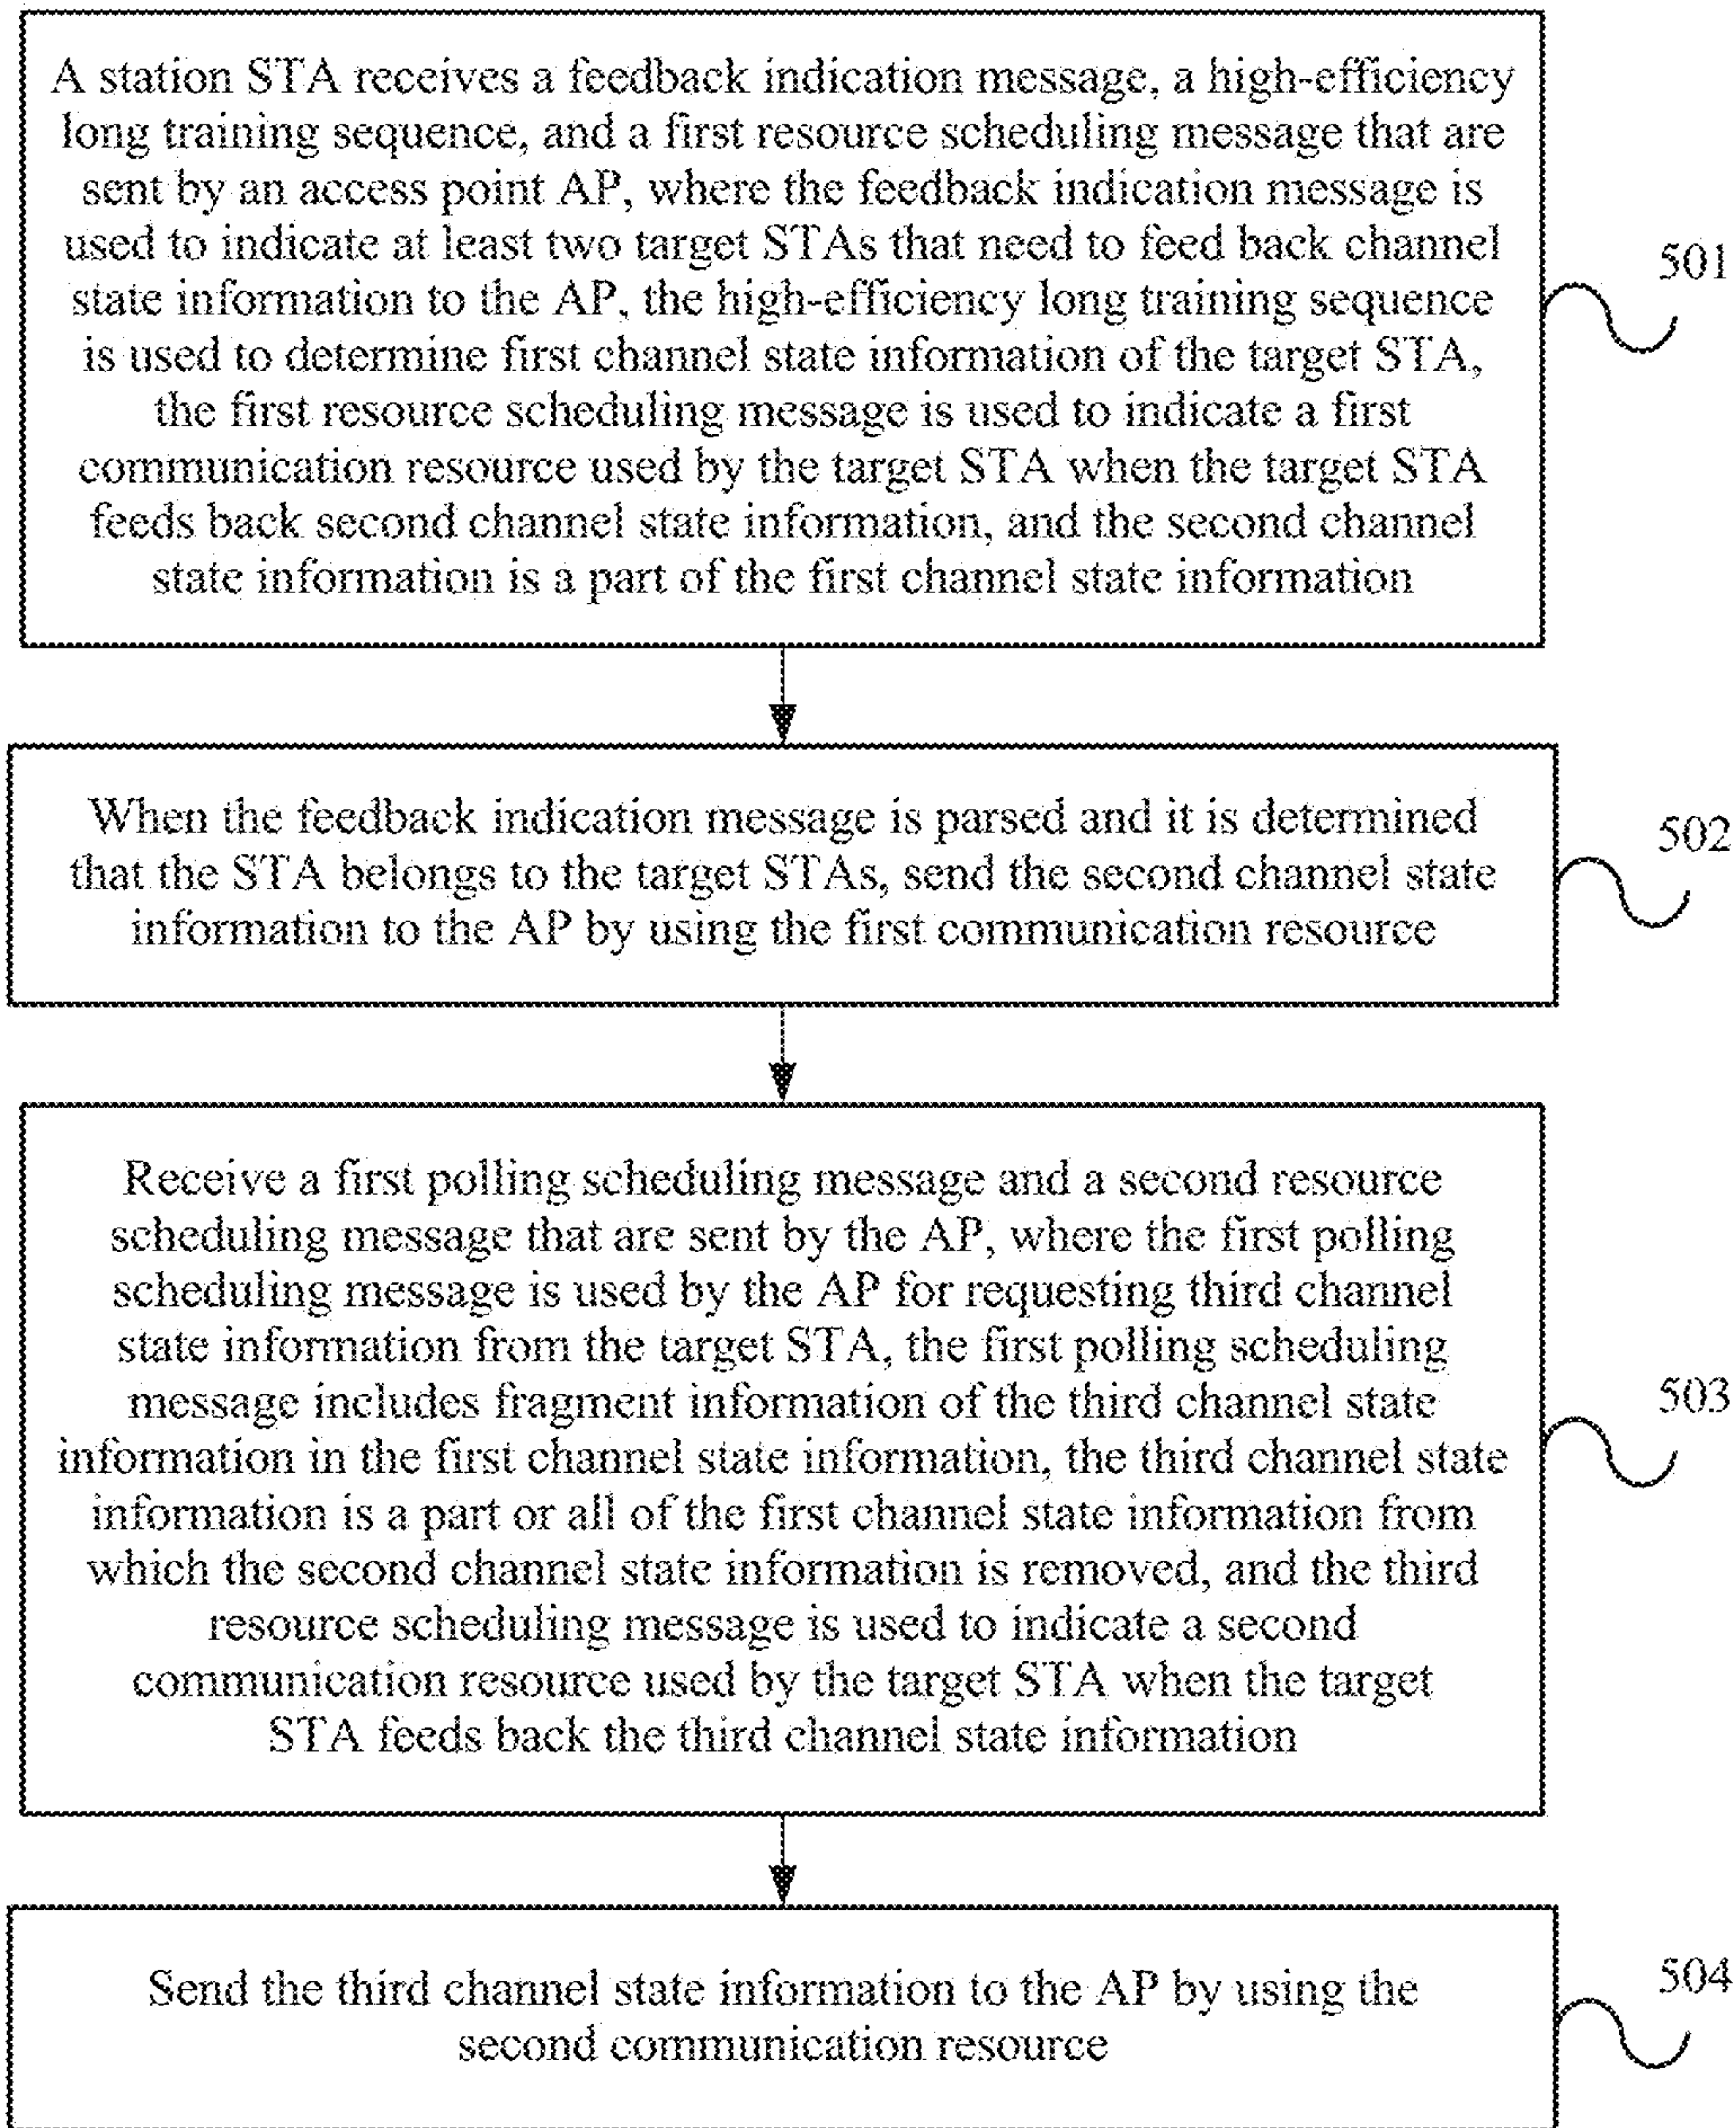 A station STA receives a feedback indication message, a high-efficiency
long training sequence, and a first resource scheduling message that are
sent by an access point AP, where the feedback indication message is
used to indicate at least two target STAs that need to feed back channel
state information to the AP, the high-efficiency long training sequence
is used to determine first channel state information of the target STA,
the first resource scheduling message is used to indicate a first
communication resource used by the target STA when the target STA
feeds back second channel state information, and the second channel
state information is a part of the first channel state information
501
When the feedback indication message is parsed and it is determined
that the STA belongs to the target STAs, send the second channel state
information to the AP by using the first communication resource
502
Receive a first polling scheduling message and a second resource
scheduling message that are sent by the AP, where the first polling
scheduling message is used by the AP for requesting third channel
state information from the target STA, the first polling scheduling
message includes fragment information of the third channel state
information in the first channel state information, the third channel state
information is a part or all of the first channel state information from
which the second channel state information is removed, and the third
resource scheduling message is used to indicate a second
communication resource used by the target STA when the target
STA feeds back the third channel state information
503
Send the third channel state information to the AP by using the
second communication resource
504